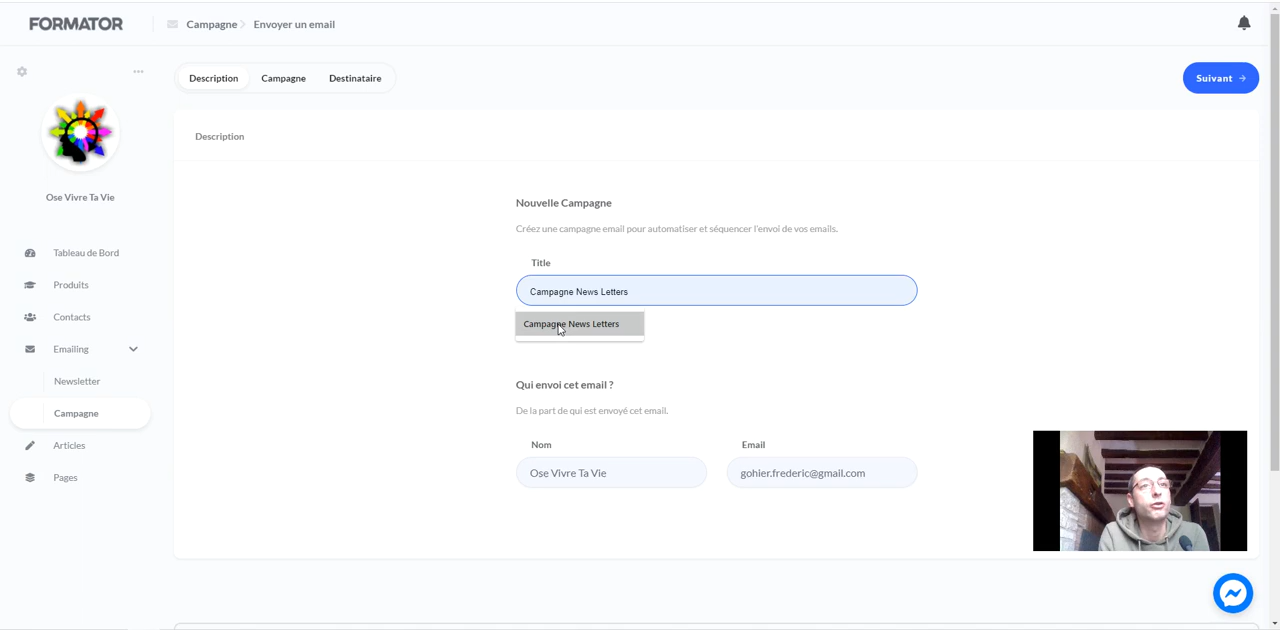 FORMATOR
Campagne
Envoyer un email
Description
Campagne
Destinataire
Suivant
Description
Ose Vivre Ta Vie
Tableau de Bord
Produits
Contacts
Emailing
Newsletter
Campagne
Articles
Pages
Nouvelle Campagne
Créez une campagne email pour automatiser et séquencer l'envoi de vos emails.
Title
Campagne News Letters
Campagne News Letters
Qui envoi cet email ?
De la part de qui est envoyé cet email.
Nom
Email
Ose Vivre Ta Vie
gohier.frederic@gmail.com